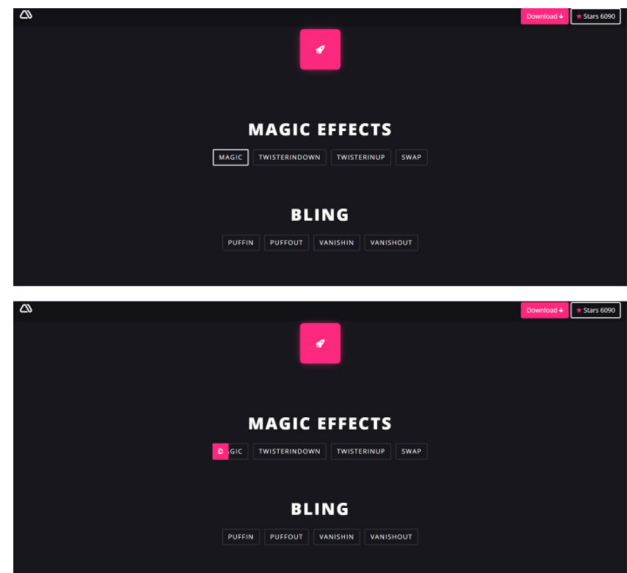 Download
Stars 6090
MAGIC EFFECTS
MAGIC TWISTERINDOWN TWISTERINUP SWAP
BLING
PUFFIN PUFFOUT VANISHIN VANISHOUT
Download
Stars 6090
MAGIC EFFECTS
GIC TWISTERINDOWN TWISTERINUP SWAP
BLING
PUFFIN PUFFOUT VANISHIN VANISHOUT